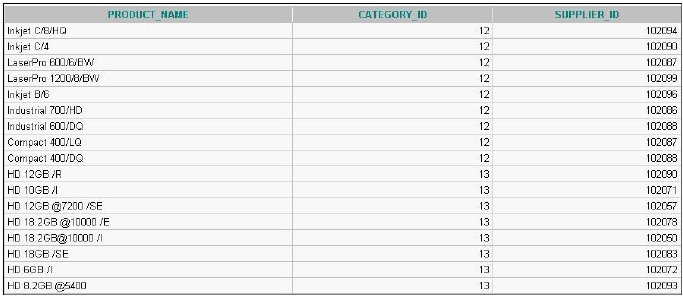 PRODUCT_NAME CATEGORY_ID SUPPLIER_ID
Inkjet C/8/HQ 12 102094
Inkjet C/4 12 102090
LaserPro 600/6/BW 12 102087
LaserPro 1200/8/BW 12 102099
Inkjet B/6 12 102096
Industrial 700/HD 12 102086
Industrial 600/DQ 12 102088
Compact 400/LQ 12 102087
Compact 400/DQ 12 102088
HD 12GB /R 13 102090
HD 10GB /I 13 102071
HD 12GB @7200 /SE 13 102057
HD 18.2GB @10000 /E 13 102078
HD 18.2GB@10000 /I 13 102050
HD 18GB /SE 13 102083
HD 6GB /I 13 102072
HD 8.2GB @5400 13 102093